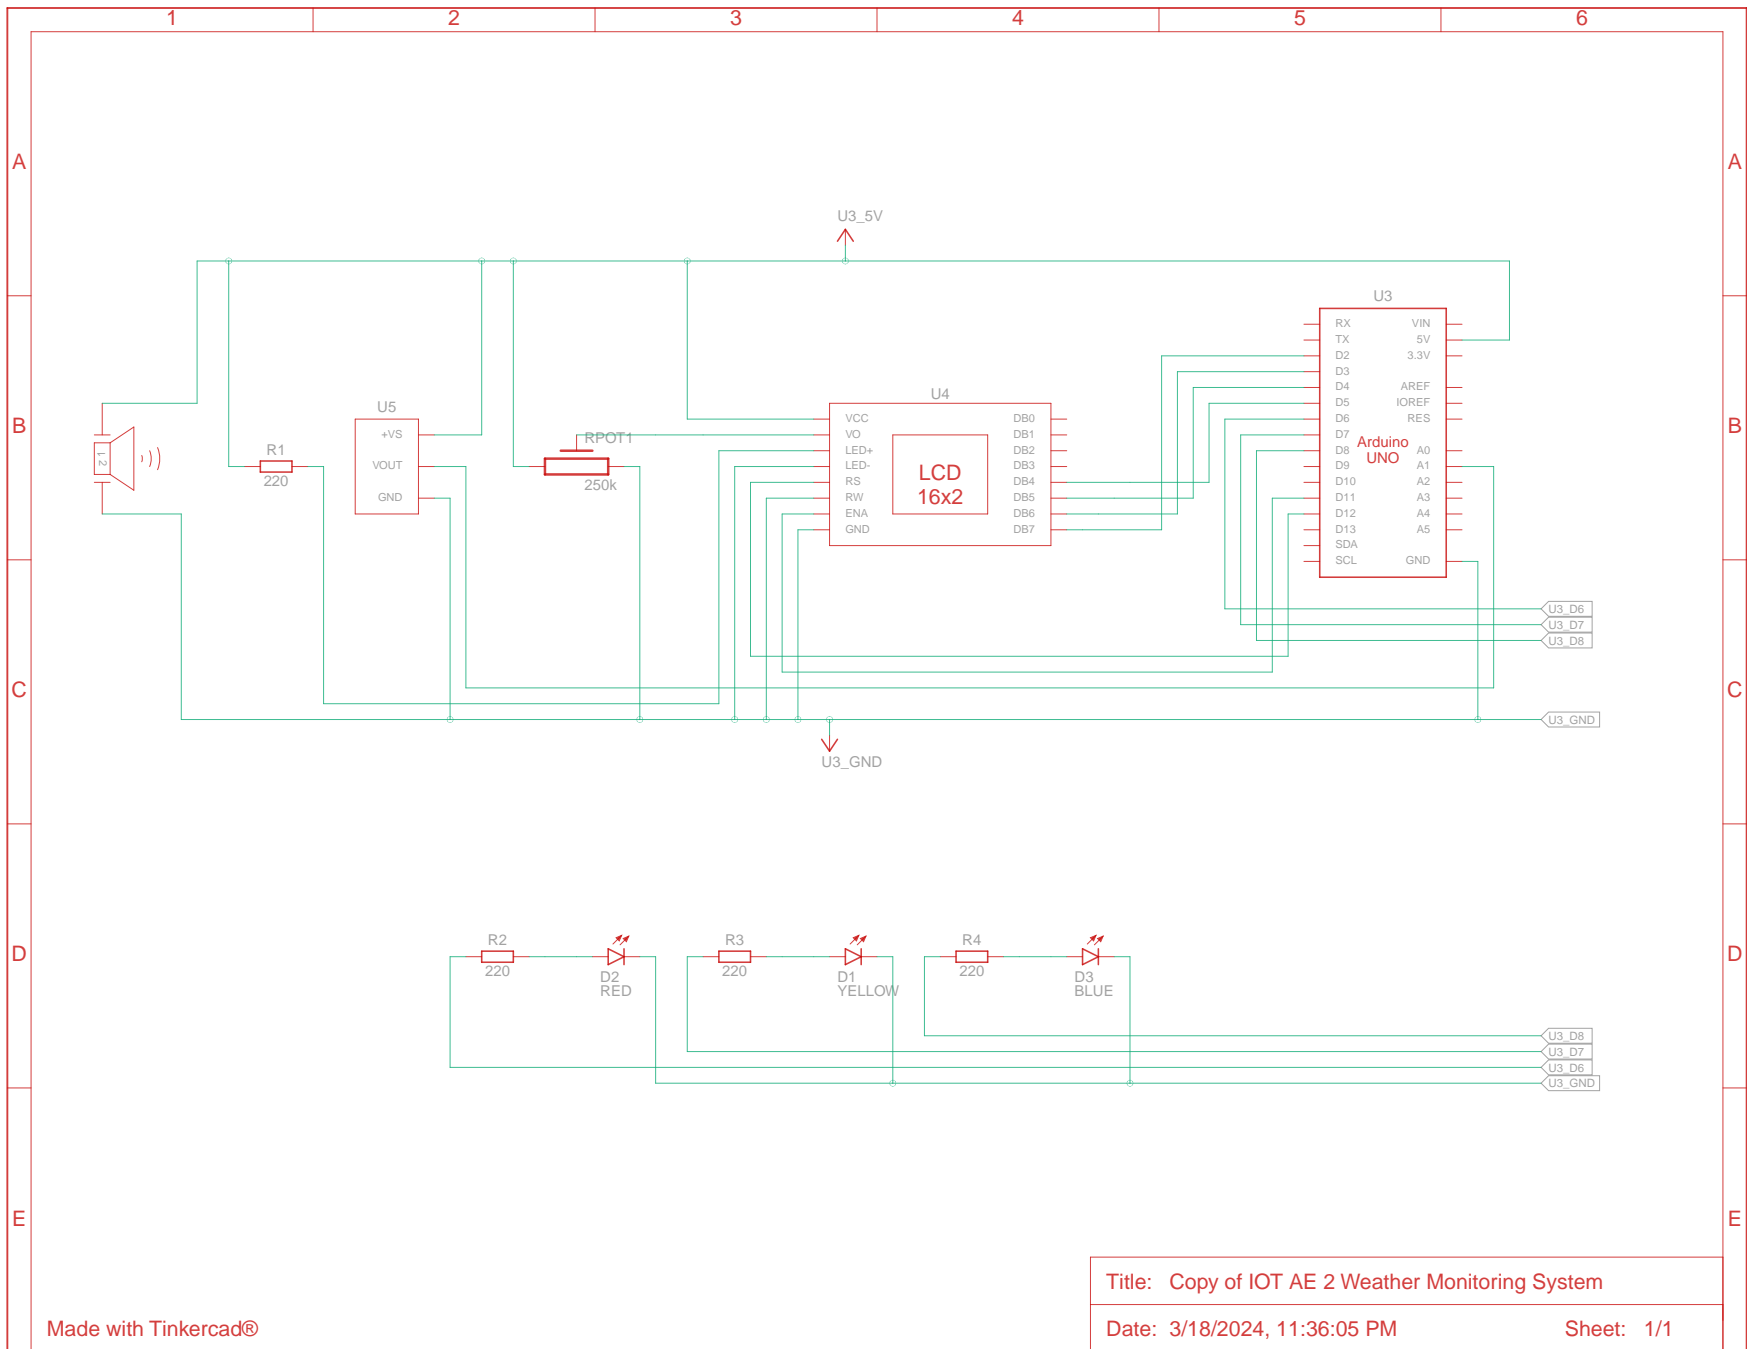 1 2 3 4 5 6
A A
U3_5V
B B
U3
RX VIN
TX 5V
D2 3.3V
D3
D4 AREF
D5 IOREF
D6 RES
D7
D8 A0
D9 A1
D10 A2
D11 A3
D12 A4
D13 A5
SDA
SCL GND
Arduino
UNO
U4
VCC DB0
VO DB1
LED+ DB2
LED- DB3
RS DB4
RW DB5
ENA DB6
GND DB7
LCD
16x2
RPOT1
250k
U5
+VS
VOUT
GND
R1
220
1 2
U3_D6
U3_D7
U3_D8
C C
U3_GND
U3_GND
D D
R2
220
D2
RED
R3
220
D1
YELLOW
R4
220
D3
BLUE
U3_D8
U3_D7
U3_D6
U3_GND
E E
Title: Copy of IOT AE 2 Weather Monitoring System
Made with Tinkercad®
Date: 3/18/2024, 11:36:05 PM Sheet: 1/1